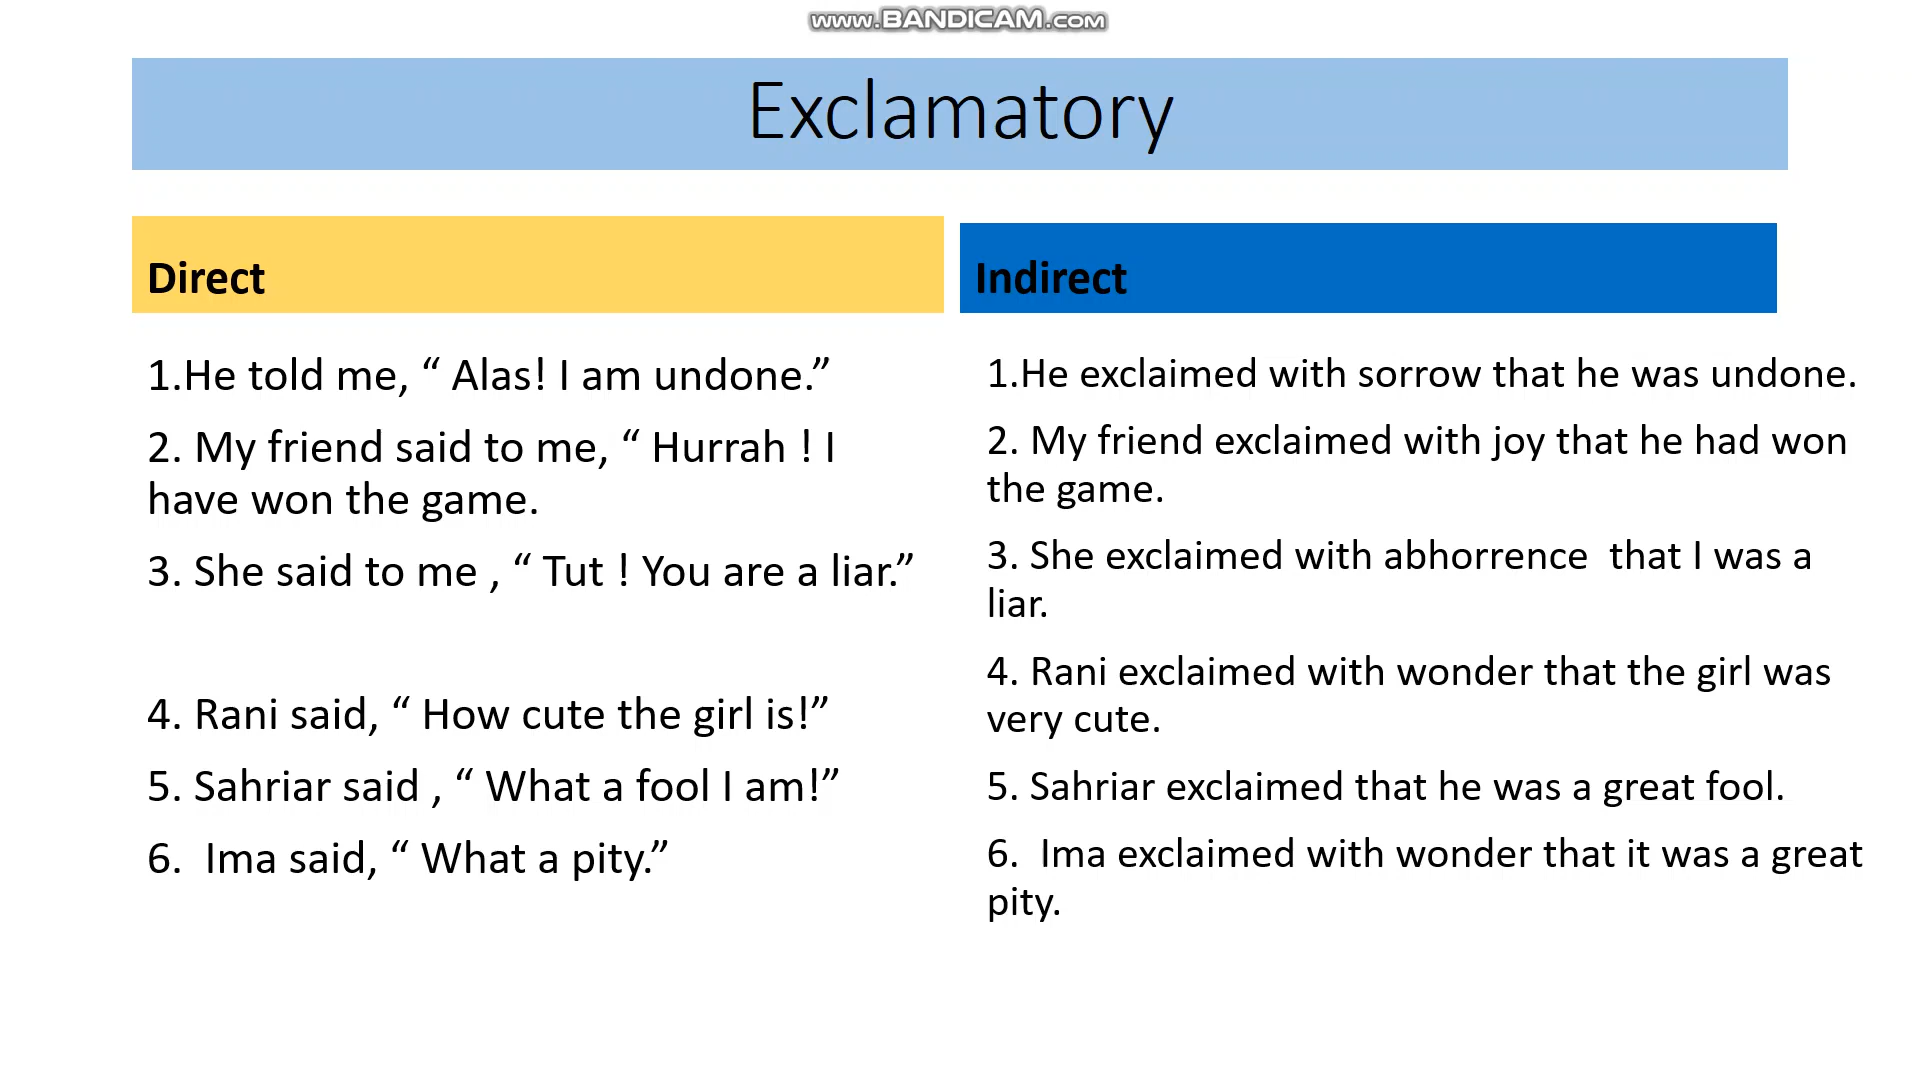 www.BANDICAM.com
Exclamatory
Direct
1.He told me, “ Alas! I am undone.”
2. My friend said to me, “ Hurrah ! I
have won the game.
3. She said to me , “ Tut ! You are a liar.”
4. Rani said, “ How cute the girl is!”
5. Sahriar said , “ What a fool I am!”
6.  Ima said, “ What a pity.”
Indirect
1.He exclaimed with sorrow that he was undone.
2. My friend exclaimed with joy that he had won
the game.
3. She exclaimed with abhorrence  that I was a
liar.
4. Rani exclaimed with wonder that the girl was
very cute.
5. Sahriar exclaimed that he was a great fool.
6.  Ima exclaimed with wonder that it was a great
pity.